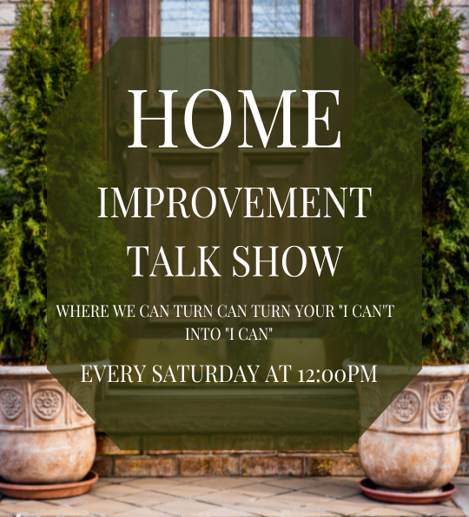 HOME
IMPROVEMENT
TALK SHOW
WHERE WE CAN TURN CAN TURN YOUR "I CAN'T
INTO "I CAN"
EVERY SATURDAY AT 12:00PM